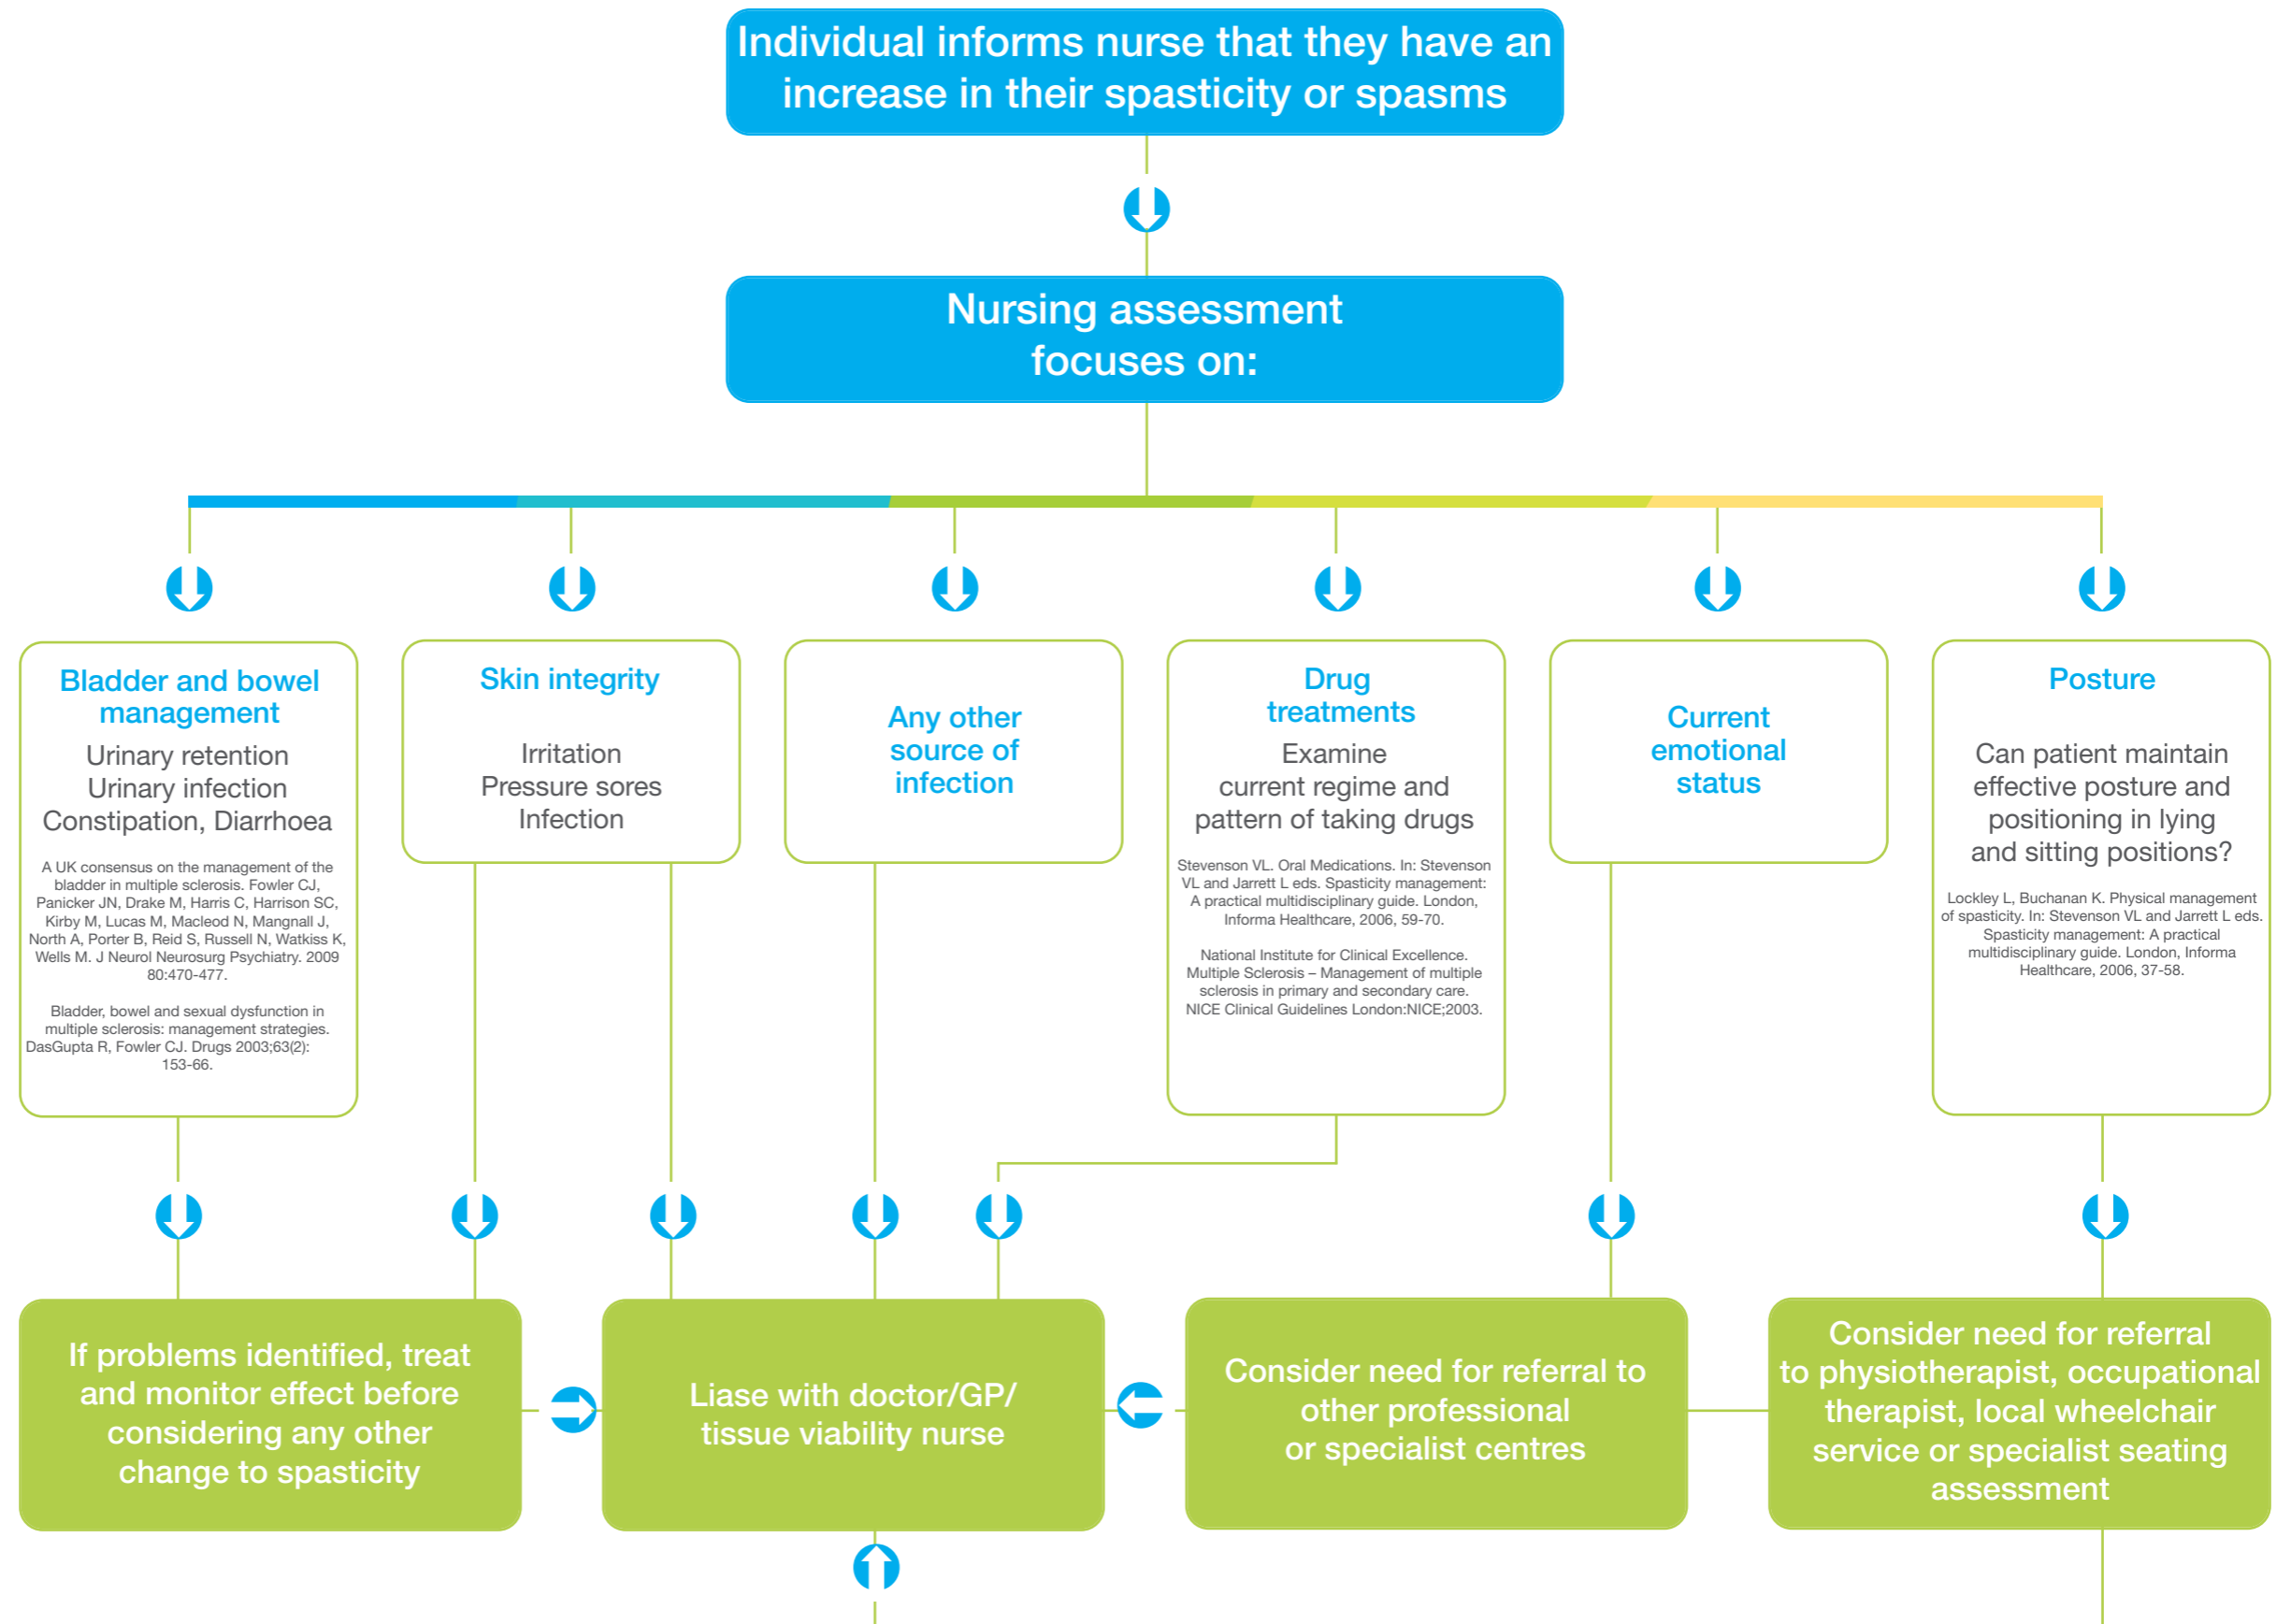 Individual informs nurse that they have an
increase in their spasticity or spasms
Nursing assessment
focuses on:
Bladder and bowel
management
Urinary retention
Urinary infection
Constipation, Diarrhoea
A UK consensus on the management of the
bladder in multiple sclerosis. Fowler CJ,
Panicker JN, Drake M, Harris C, Harrison SC,
Kirby M, Lucas M, Macleod N, Mangnall J,
North A, Porter B, Reid S, Russell N, Watkiss K,
Wells M. J Neurol Neurosurg Psychiatry. 2009
80:470-477.
Bladder, bowel and sexual dysfunction in
multiple sclerosis: management strategies.
DasGupta R, Fowler CJ. Drugs 2003;63(2):
153-66.
Skin integrity
Irritation
Pressure sores
Infection
Any other
source of
infection
Drug
treatments
Examine
current regime and
pattern of taking drugs
Stevenson VL. Oral Medications. In: Stevenson
VL and Jarrett L eds. Spasticity management:
A practical multidisciplinary guide. London,
Informa Healthcare, 2006, 59-70.
National Institute for Clinical Excellence.
Multiple Sclerosis – Management of multiple
sclerosis in primary and secondary care.
NICE Clinical Guidelines London:NICE;2003.
Current
emotional
status
Posture
Can patient maintain
effective posture and
positioning in lying
and sitting positions?
Lockley L, Buchanan K. Physical management
of spasticity. In: Stevenson VL and Jarrett L eds.
Spasticity management: A practical
multidisciplinary guide. London, Informa
Healthcare, 2006, 37-58.
If problems identified, treat
and monitor effect before
considering any other
change to spasticity
Liase with doctor/GP/
tissue viability nurse
Consider need for referral to
other professional
or specialist centres
Consider need for referral
to physiotherapist, occupational
therapist, local wheelchair
service or specialist seating
assessment